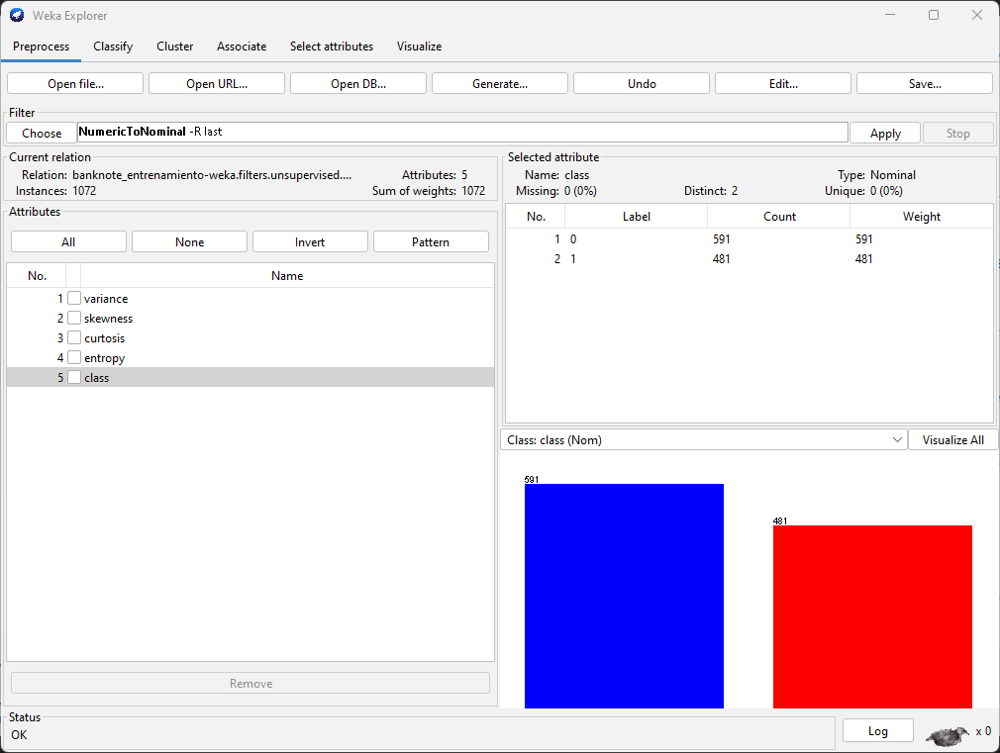 Weka Explorer
Preprocess Classify Cluster Associate Select attributes Visualize
Open file... Open URL... Open DB... Generate... Undo Edit... Save...
Filter
Choose NumericToNominal -R last Apply Stop
Current relation
Relation: banknote_entrenamiento-weka.filters.unsupervised.... Attributes: 5
Instances: 1072 Sum of weights: 1072
Attributes
All None Invert Pattern
No. Name
1 variance
2 skewness
3 curtosis
4 entropy
5 class
Remove
Selected attribute
Name: class Type: Nominal
Missing: 0 (0%) Distinct: 2 Unique: 0 (0%)
No. Label Count Weight
1 0 591 591
2 1 481 481
Class: class (Nom) Visualize All
591
481
Status
OK
Log x 0